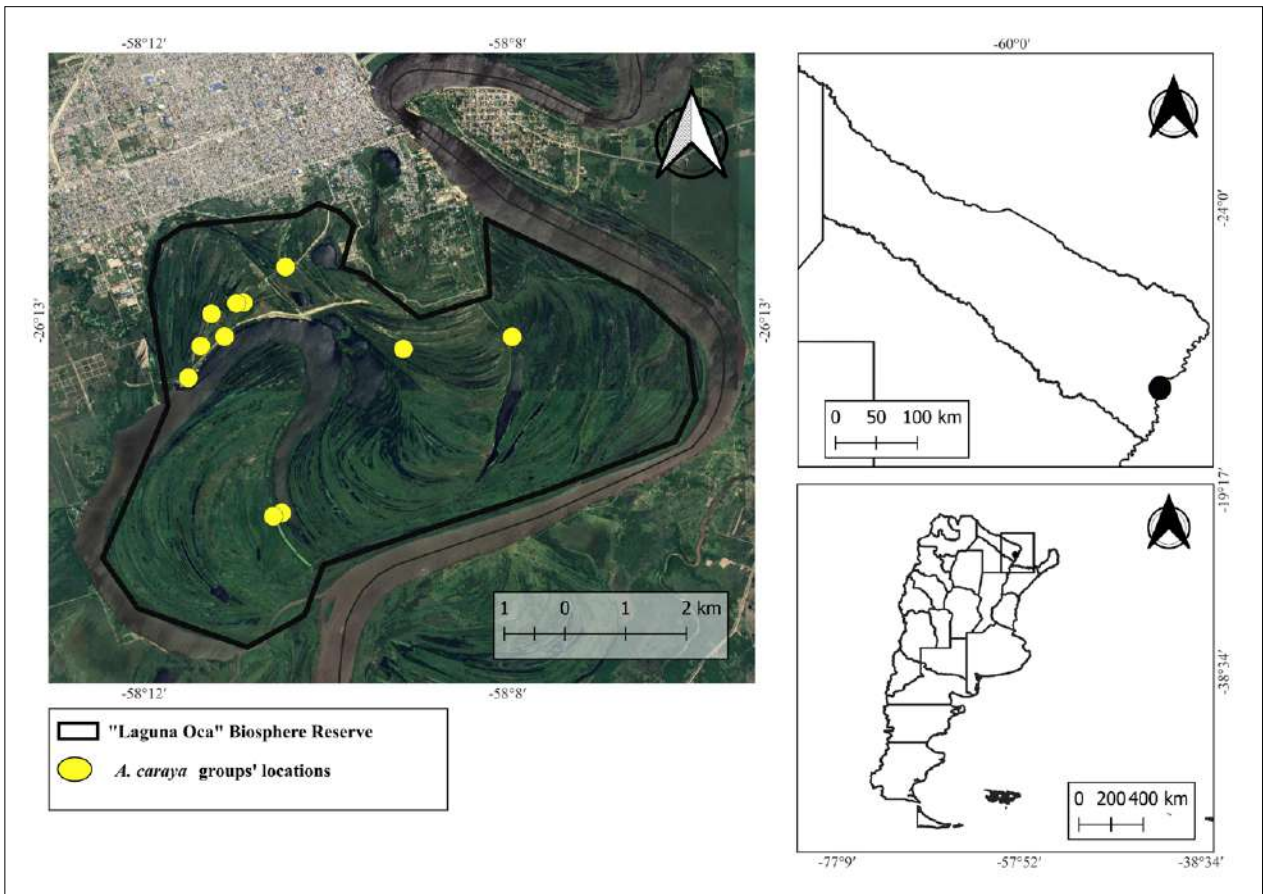 -58°12′ -58°8′
-26°13′ -26°13′
1 0 1 2 km
-58°12′ -58°8′
"Laguna Oca" Biosphere Reserve
A. caraya groups' locations
-60°0′
-24°0′
0 50 100 km
-19°17′
-38°34′
0 200 400 km
-77°9′ -57°52′ -38°34′